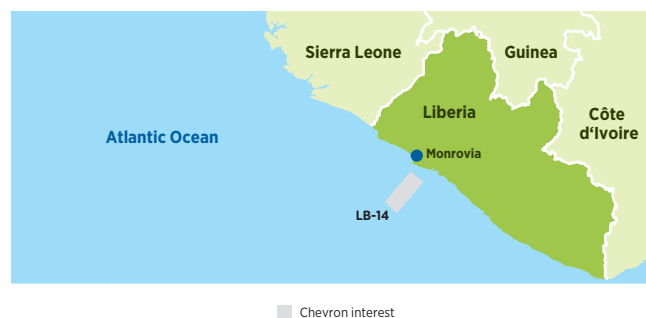 Sierra Leone
Guinea
Liberia
Côte
d‘Ivoire
Atlantic Ocean
Monrovia
LB-14
Chevron interest